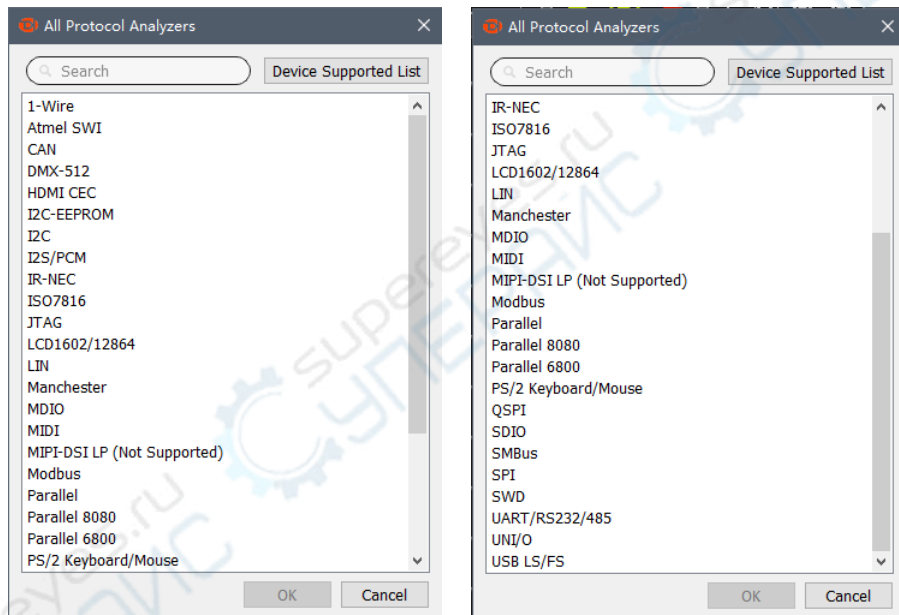 All Protocol Analyzers
Search
Device Supported List
1-Wire
Atmel SWI
CAN
DMX-512
HDMI CEC
I2C-EEPROM
I2C
I2S/PCM
IR-NEC
ISO7816
JTAG
LCD1602/12864
LIN
Manchester
MDIO
MIDI
MIPI-DSI LP (Not Supported)
Modbus
Parallel
Parallel 8080
Parallel 6800
PS/2 Keyboard/Mouse
OK
Cancel
All Protocol Analyzers
Search
Device Supported List
IR-NEC
ISO7816
JTAG
LCD1602/12864
LIN
Manchester
MDIO
MIDI
MIPI-DSI LP (Not Supported)
Modbus
Parallel
Parallel 8080
Parallel 6800
PS/2 Keyboard/Mouse
QSPI
SDIO
SMBus
SPI
SWD
UART/RS232/485
UNI/O
USB LS/FS
OK
Cancel
supereyes.ru
СУПЕРАЙС